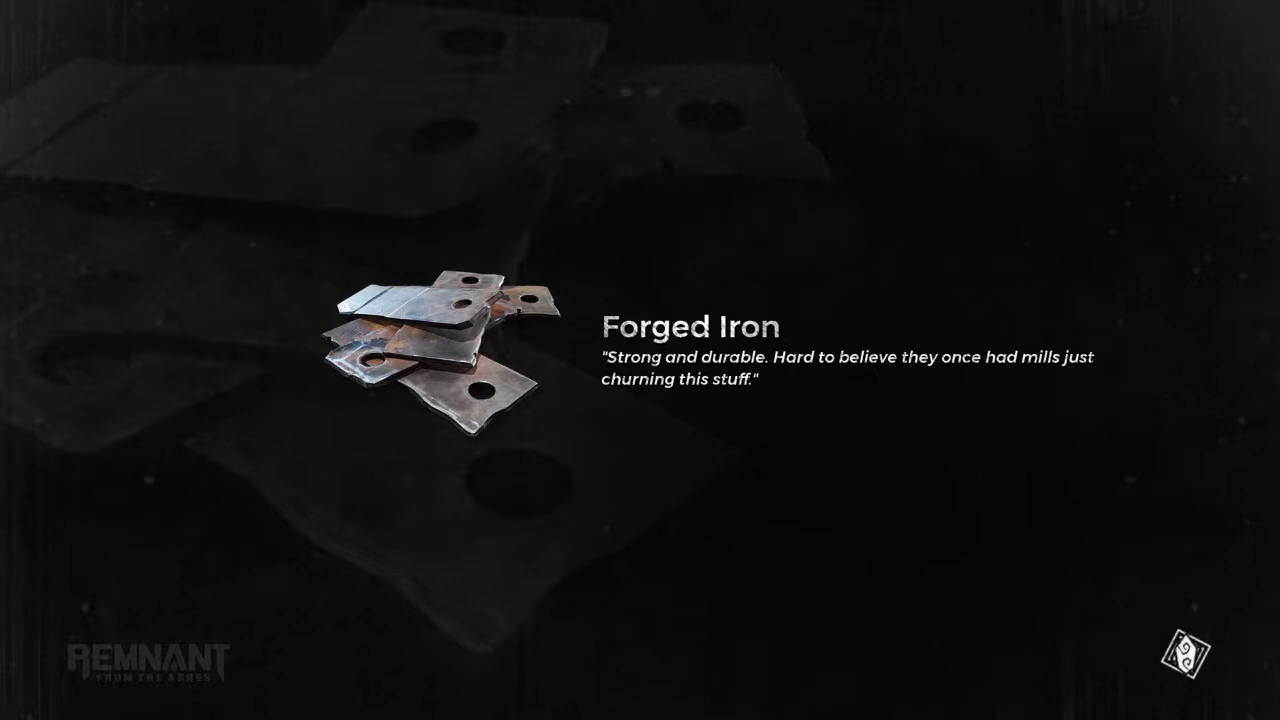 Forged Iron
"Strong and durable. Hard to believe they once had mills just
churning this stuff."
REMNANT
FROM THE ASHES